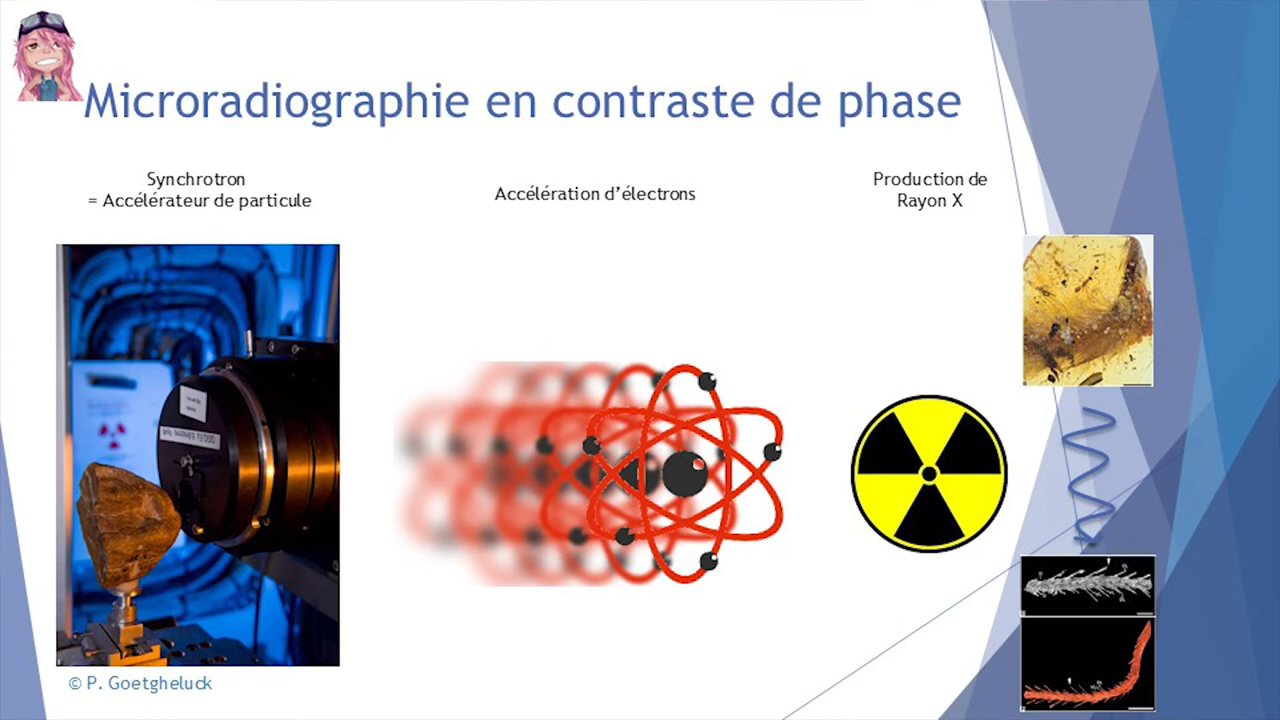 Microradiographie en contraste de phase
Synchrotron
= Accélérateur de particule
Accélération d’électrons
Production de
Rayon X
© P. Goetgheluck